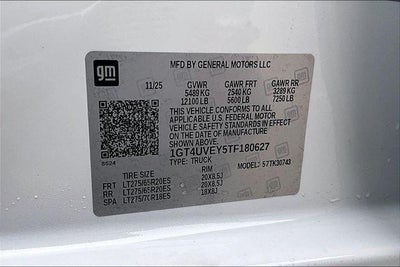 gm
MFD BY GENERAL MOTORS LLC
11/25 GVWR GAWR FRT GAWR RR
5489 KG 2540 KG 3289 KG
12100 LB 5600 LB 7250 LB
THIS VEHICLE CONFORMS TO ALL
APPLICABLE U.S. FEDERAL MOTOR
VEHICLE SAFETY STANDARDS IN
EFFECT ON THE DATE OF
MANUFACTURE SHOWN ABOVE.
1GT4UVEY5TF180627
8624 TYPE: TRUCK MODEL: 57TK30743
TIRE SIZE RIM
FRT LT275/65R20ES 20X8.5J
RR LT275/65R20ES 20X8.5J
SPA LT275/70R18ES 18X8J